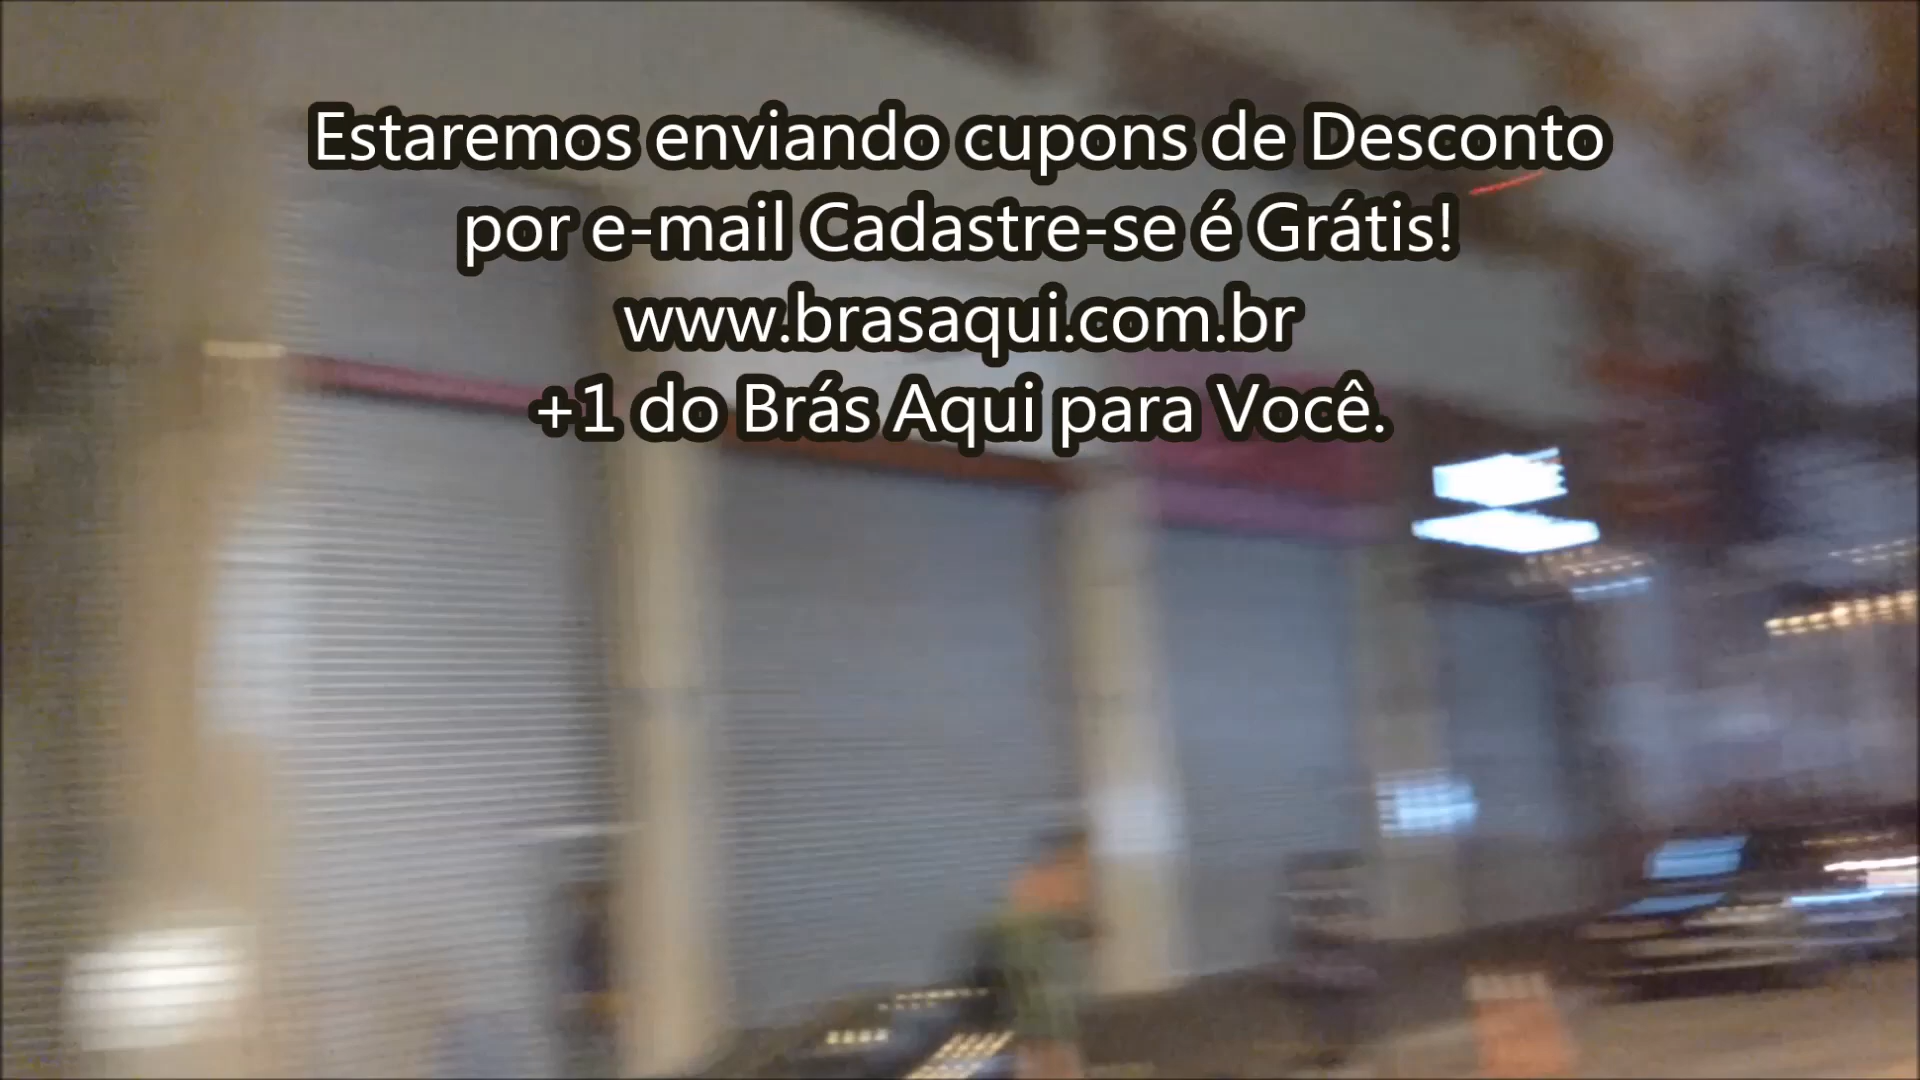 Estaremos enviando cupons de Desconto
por e-mail Cadastre-se é Grátis!
www.brasaqui.com.br
+1 do Brás Aqui para Você.